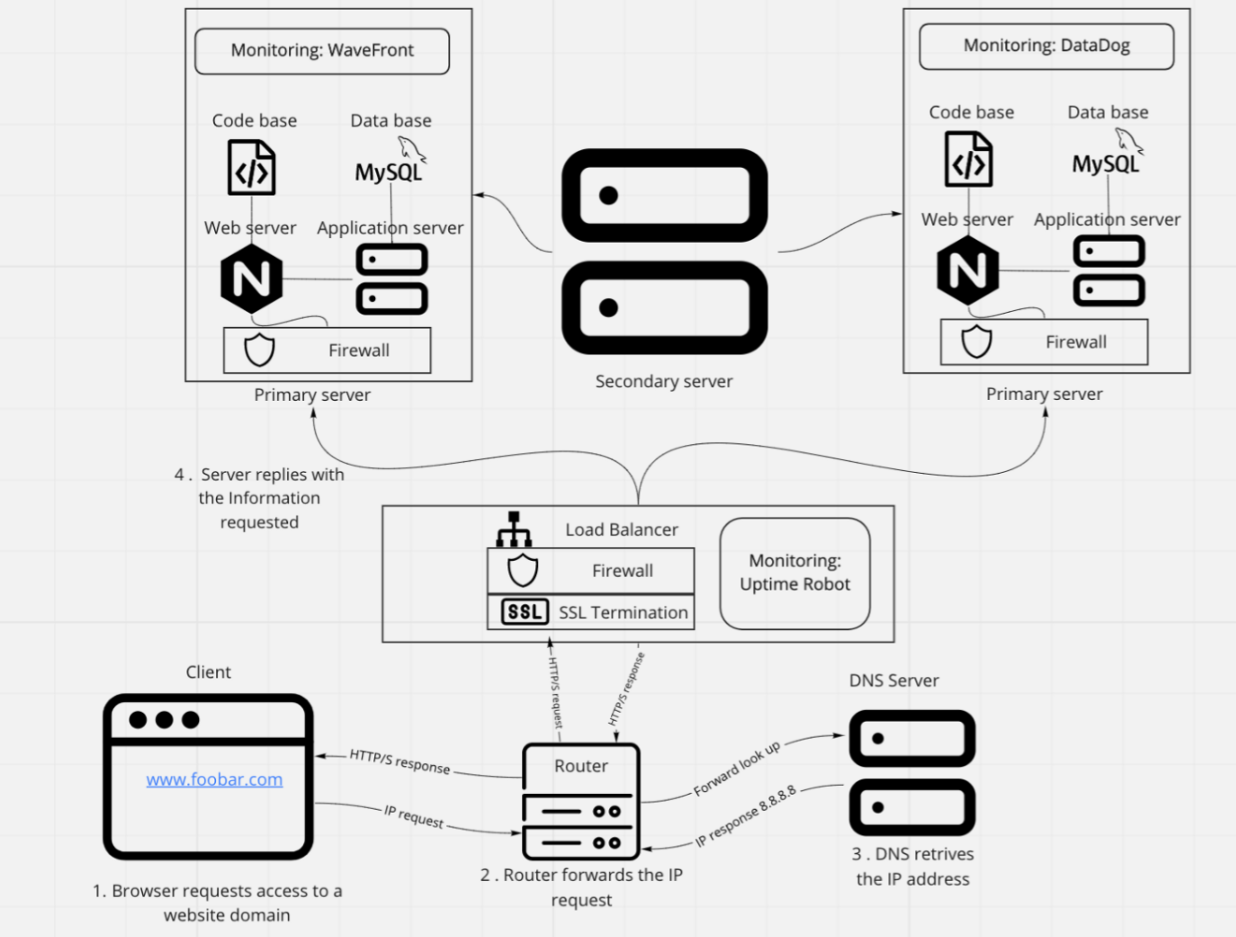 Monitoring: WaveFront
Code base
Data base
MySQL
Web server
Application server
N
Firewall
Primary server
Secondary server
Monitoring: DataDog
Code base
Data base
MySQL
Web server
Application server
N
Firewall
Primary server
4 . Server replies with
the Information
requested
Load Balancer
Firewall
SSL
SSL Termination
Monitoring:
Uptime Robot
HTTP/S request
HTTP/S response
Client
www.foobar.com
1. Browser requests access to a
website domain
HTTP/S response
IP request
Router
2 . Router forwards the IP
request
Forward look up
IP response 8.8.8.8
DNS Server
3 . DNS retrives
the IP address